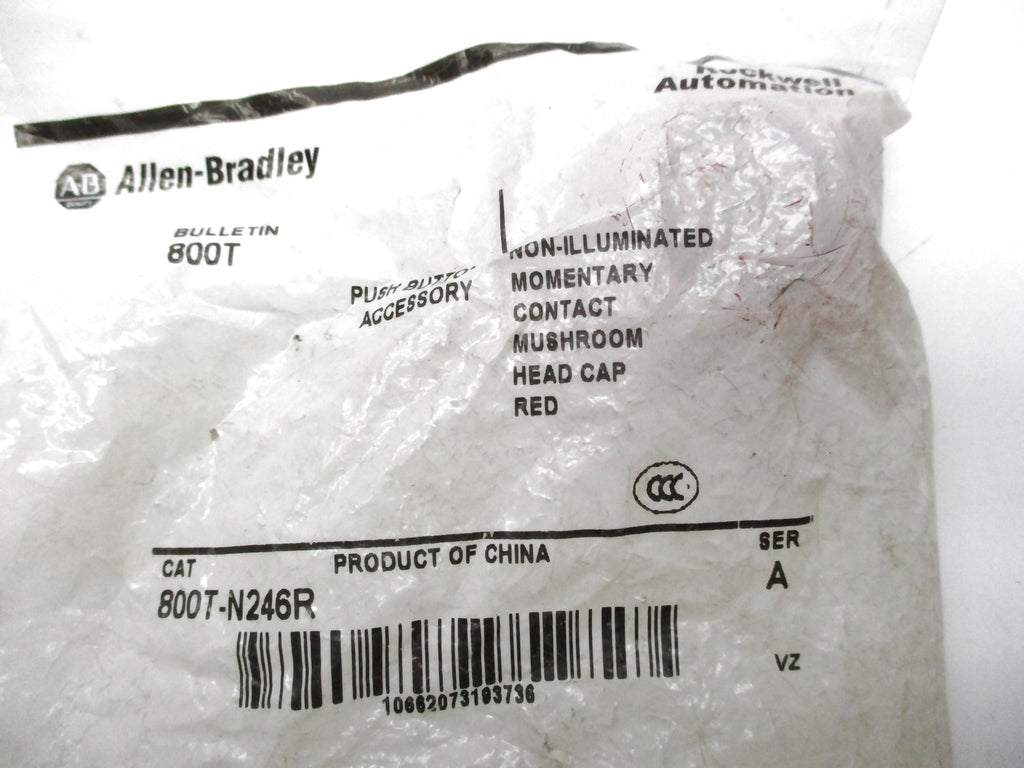 Rockwell
Automation
AB
QUALITY
Allen-Bradley
BULLETIN
800T
PUSH BUTTON
ACCESSORY
NON-ILLUMINATED
MOMENTARY
CONTACT
MUSHROOM
HEAD CAP
RED
CCC
CAT
PRODUCT OF CHINA
SER
800T-N246R
A
VZ
10662073193736